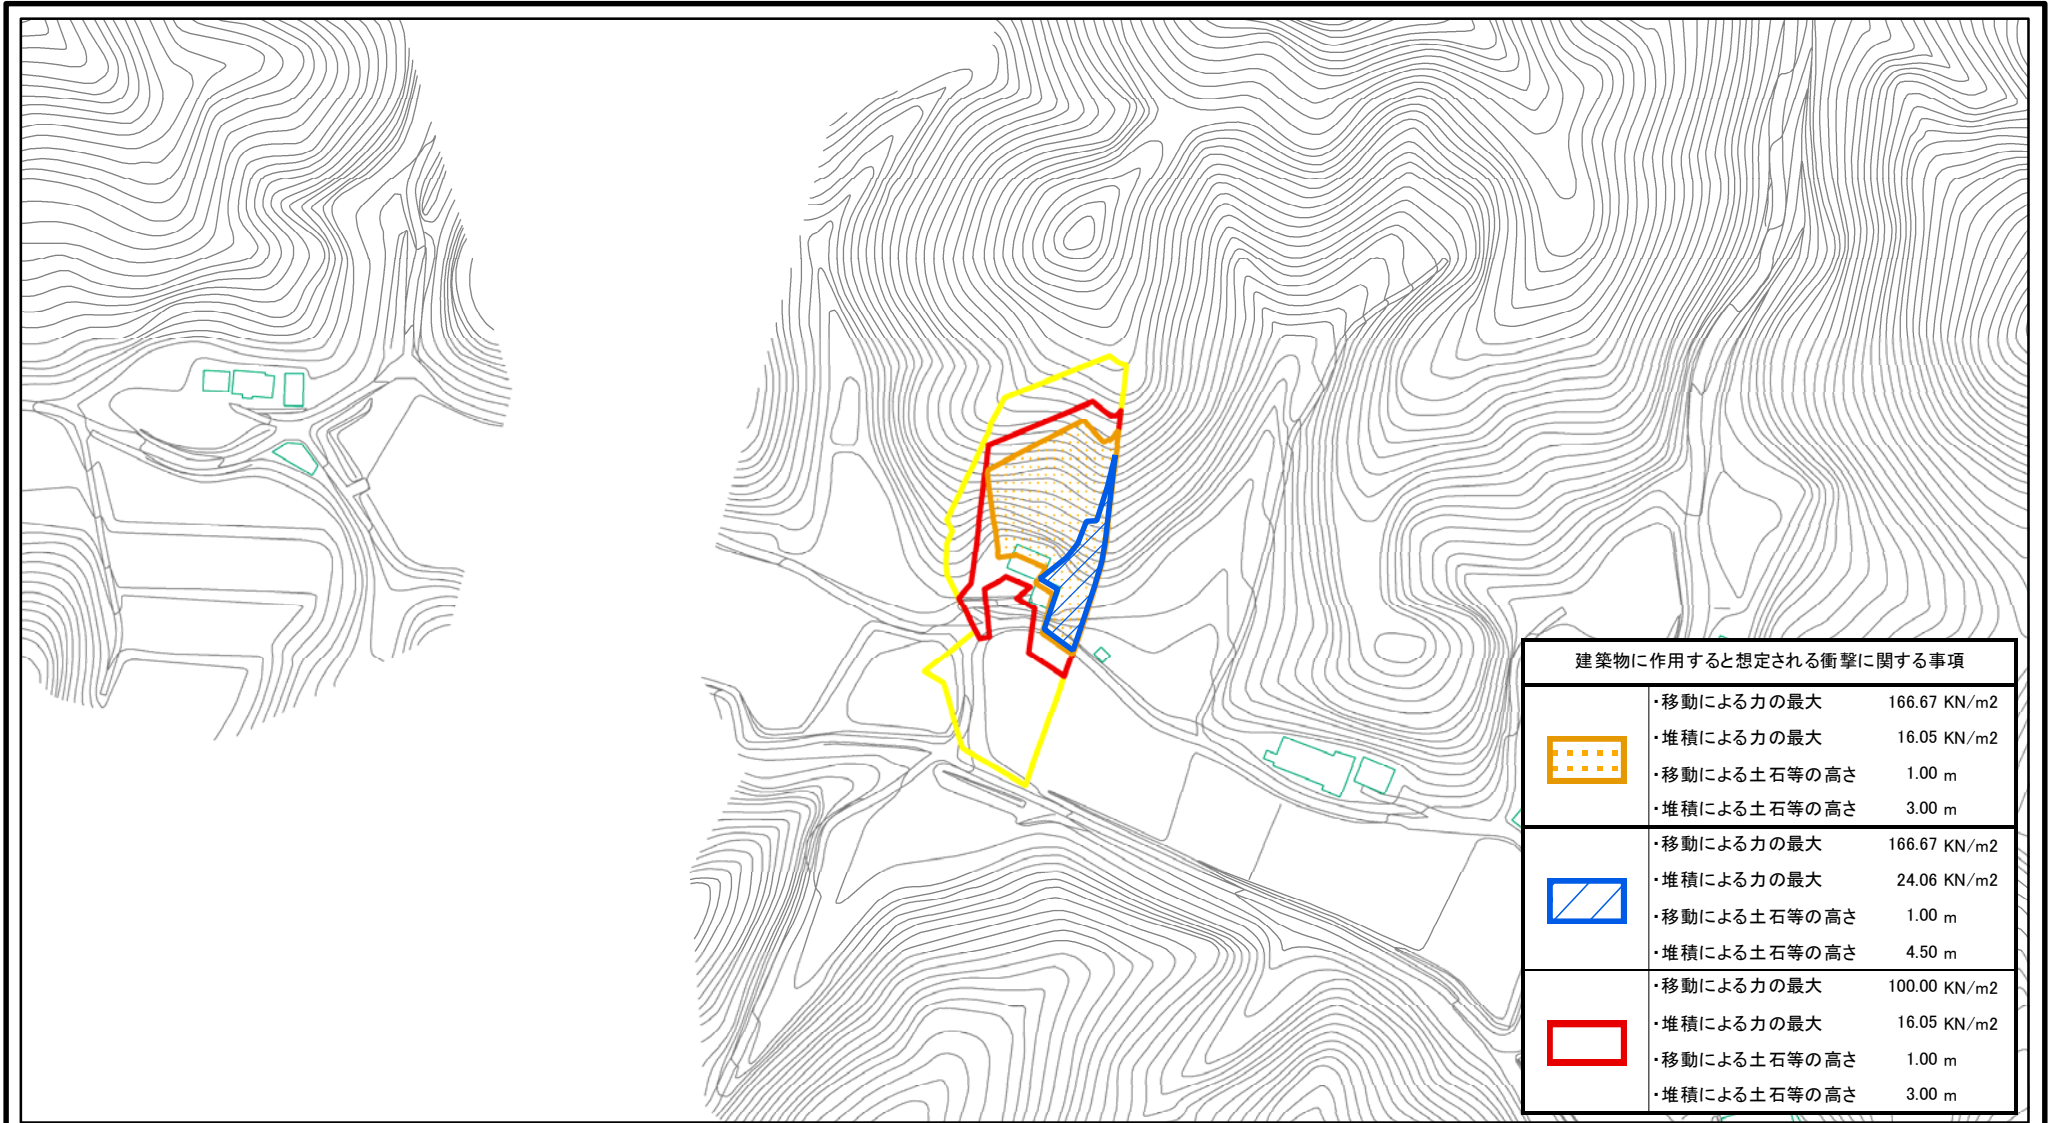 建築物に作用すると想定される衝撃に関する事項
・移動による力の最大 166.67 KN/m2
・堆積による力の最大 16.05 KN/m2
・移動による土石等の高さ 1.00 m
・堆積による土石等の高さ 3.00 m
・移動による力の最大 166.67 KN/m2
・堆積による力の最大 24.06 KN/m2
・移動による土石等の高さ 1.00 m
・堆積による土石等の高さ 4.50 m
・移動による力の最大 100.00 KN/m2
・堆積による力の最大 16.05 KN/m2
・移動による土石等の高さ 1.00 m
・堆積による土石等の高さ 3.00 m